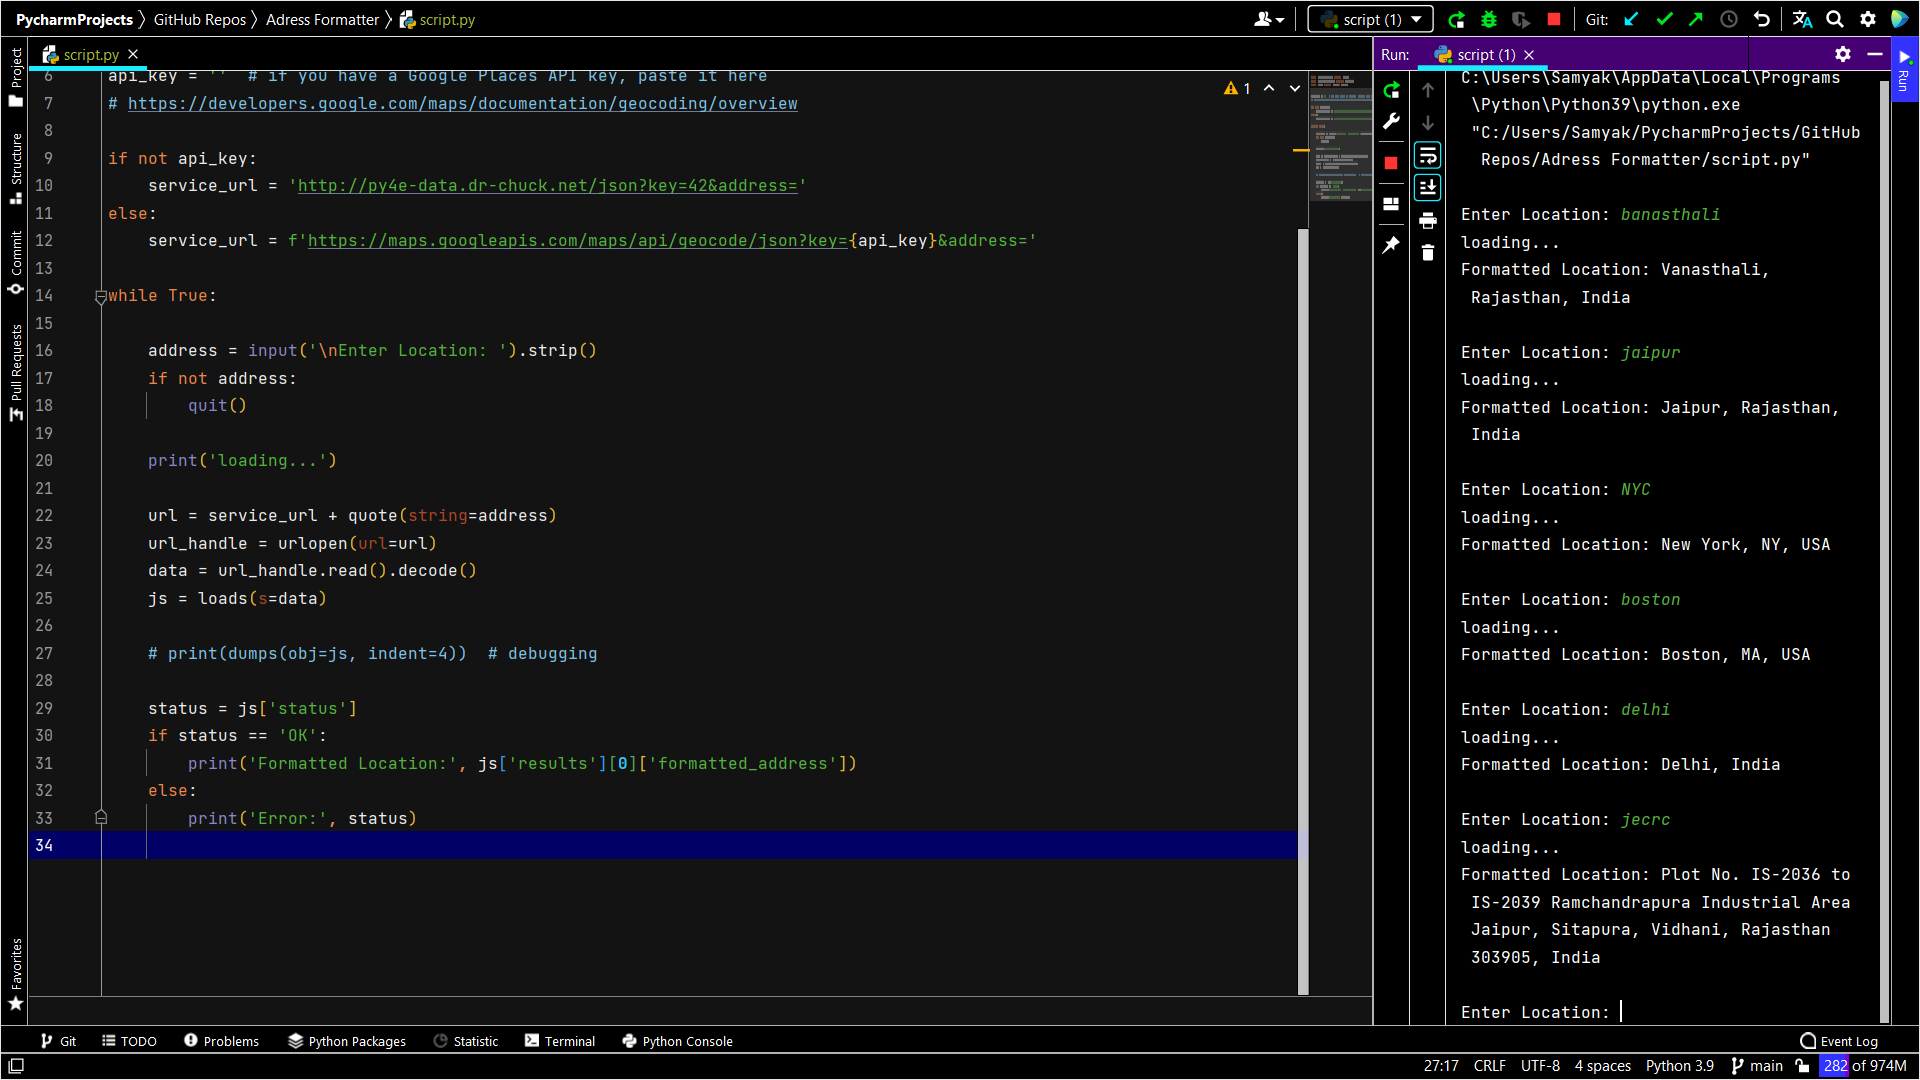 PycharmProjects 〉 GitHub Repos 〉 Adress Formatter 〉 script.py
script (1)
Git:
script.py
Run: script (1)
Project
Structure
Commit
Pull Requests
Favorites
1
6 api_key = '' # if you have a Google Places API key, paste it here
7 # https://developers.google.com/maps/documentation/geocoding/overview
8
9 if not api_key:
10 service_url = 'http://py4e-data.dr-chuck.net/json?key=42&address='
11 else:
12 service_url = f'https://maps.googleapis.com/maps/api/geocode/json?key={api_key}&address='
13
14 while True:
15
16 address = input('\nEnter Location: ').strip()
17 if not address:
18 quit()
19
20 print('loading...')
21
22 url = service_url + quote(string=address)
23 url_handle = urlopen(url=url)
24 data = url_handle.read().decode()
25 js = loads(s=data)
26
27 # print(dumps(obj=js, indent=4)) # debugging
28
29 status = js['status']
30 if status == 'OK':
31 print('Formatted Location:', js['results'][0]['formatted_address'])
32 else:
33 print('Error:', status)
34
C:\Users\Samyak\AppData\Local\Programs
\Python\Python39\python.exe
"C:/Users/Samyak/PycharmProjects/GitHub
Repos/Adress Formatter/script.py"
Enter Location: banasthali
loading...
Formatted Location: Vanasthali,
Rajasthan, India
Enter Location: jaipur
loading...
Formatted Location: Jaipur, Rajasthan,
India
Enter Location: NYC
loading...
Formatted Location: New York, NY, USA
Enter Location: boston
loading...
Formatted Location: Boston, MA, USA
Enter Location: delhi
loading...
Formatted Location: Delhi, India
Enter Location: jecrc
loading...
Formatted Location: Plot No. IS-2036 to
IS-2039 Ramchandrapura Industrial Area
Jaipur, Sitapura, Vidhani, Rajasthan
303905, India
Enter Location:
Run
Git TODO Problems Python Packages Statistic Terminal Python Console Event Log
27:17 CRLF UTF-8 4 spaces Python 3.9 main 282 of 974M